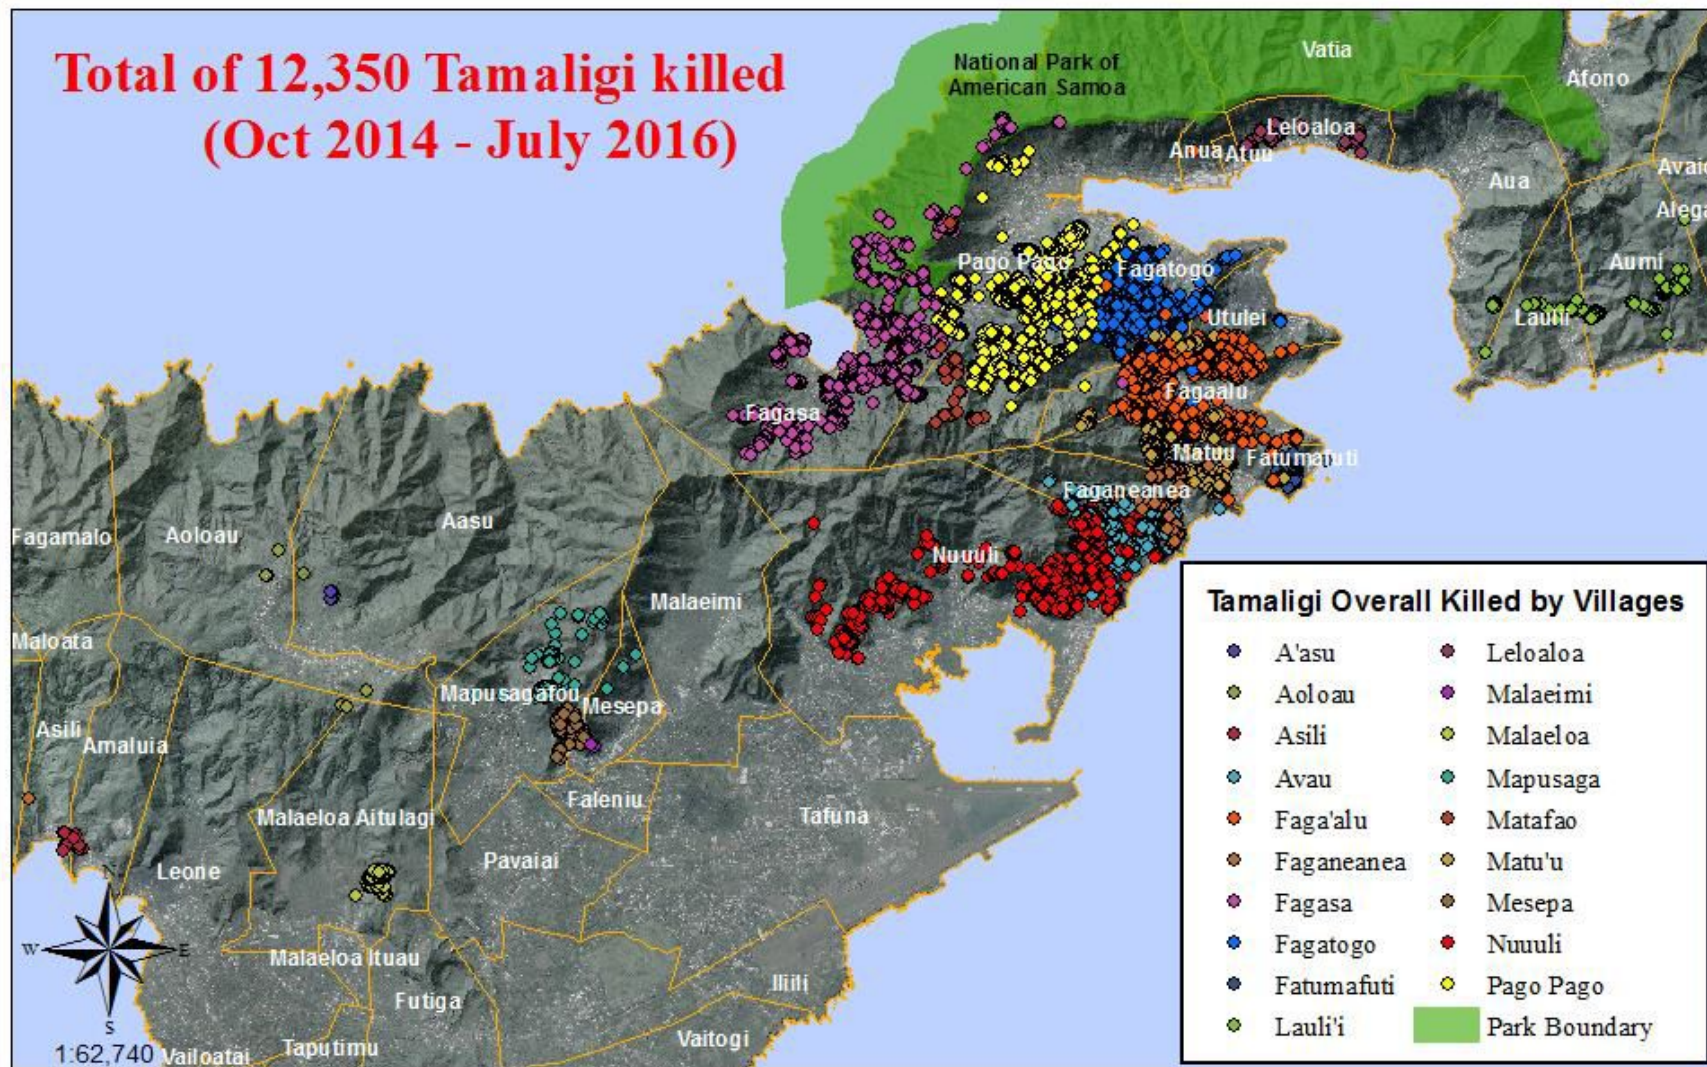 Total of 12,350 Tamaligi killed
(Oct 2014 - July 2016)
National Park of
American Samoa
Vatia
Afono
Leloaloa
Anua
Atuu
Aua
Alega
Pago Pago
Fagatogo
Aumi
Utulei
Laulii
Fagaalu
Fagasa
Matuu
Fatumafuti
Faganeanea
Aasu
Aoloau
Fagamalo
Nuuuli
Malaeimi
Maloata
Mapusagafou
Mesepa
Asili
Amaluia
Faleniu
Tafuna
Malaeloa Aitulagi
Pavaiai
Leone
Malaeloa Ituau
Iliili
Futiga
Vaitogi
Taputimu
Vailoatai
N
W
E
S
1:62,740
Tamaligi Overall Killed by Villages
A'asu
Aoloau
Asili
Avau
Faga'alu
Faganeanea
Fagasa
Fagatogo
Fatumafuti
Lauli'i
Leloaloa
Malaeimi
Malaeloa
Mapusaga
Matafao
Matu'u
Mesepa
Nuuuli
Pago Pago
Park Boundary